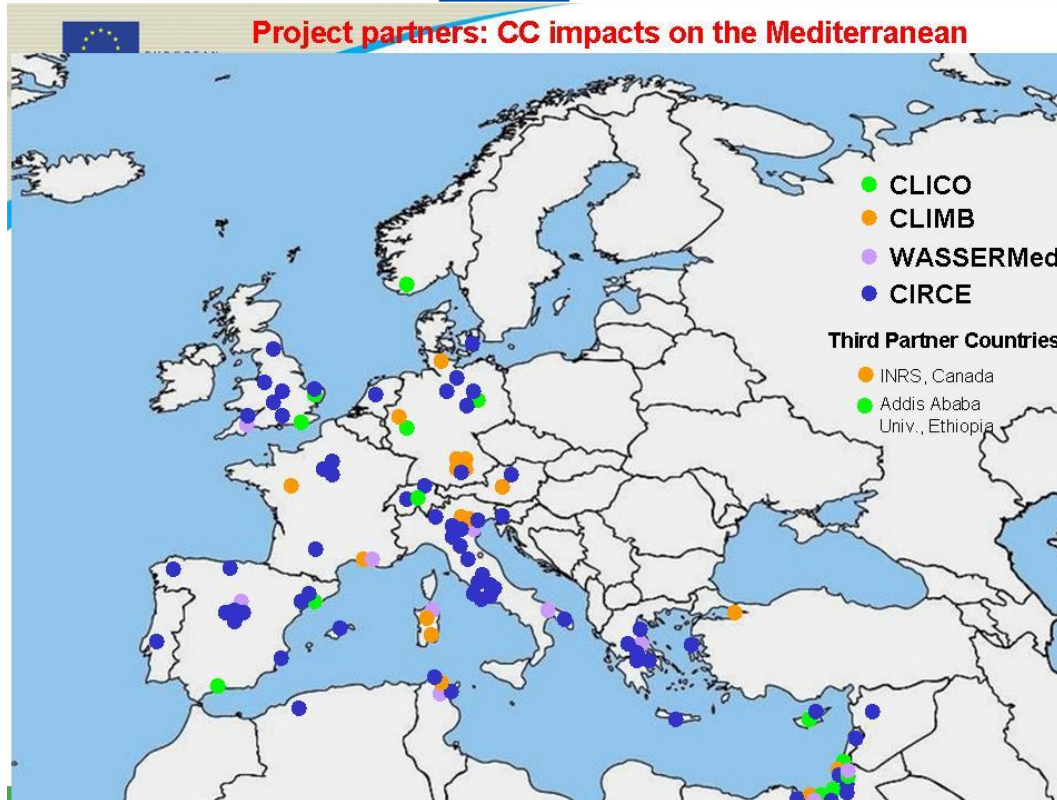 Project partners: CC impacts on the Mediterranean
CLICO
CLIMB
WASSERMed
CIRCE
Third Partner Countries
INRS, Canada
Addis Ababa
Univ., Ethiopia